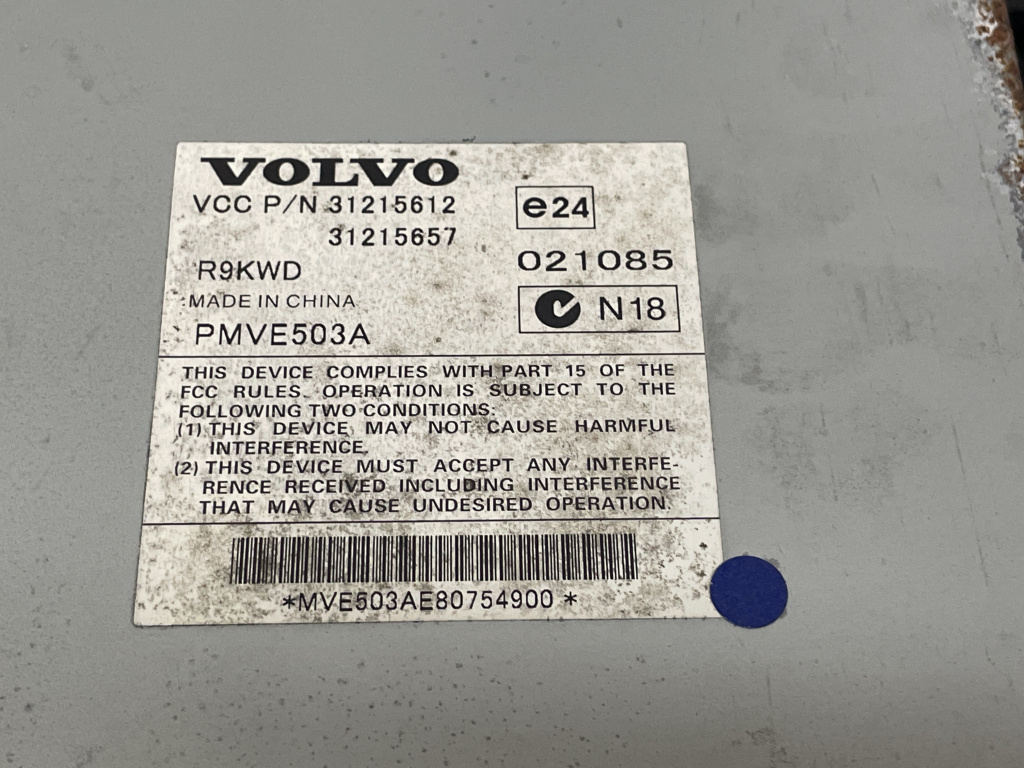 VOLVO
VCC P/N 31215612
31215657
e24
R9KWD
021085
MADE IN CHINA
N18
PMVE503A
THIS DEVICE COMPLIES WITH PART 15 OF THE
FCC RULES. OPERATION IS SUBJECT TO THE
FOLLOWING TWO CONDITIONS:
(1) THIS DEVICE MAY NOT CAUSE HARMFUL
INTERFERENCE,
(2) THIS DEVICE MUST ACCEPT ANY INTERFE-
RENCE RECEIVED INCLUDING INTERFERENCE
THAT MAY CAUSE UNDESIRED OPERATION.
*MVE503AE80754900 *